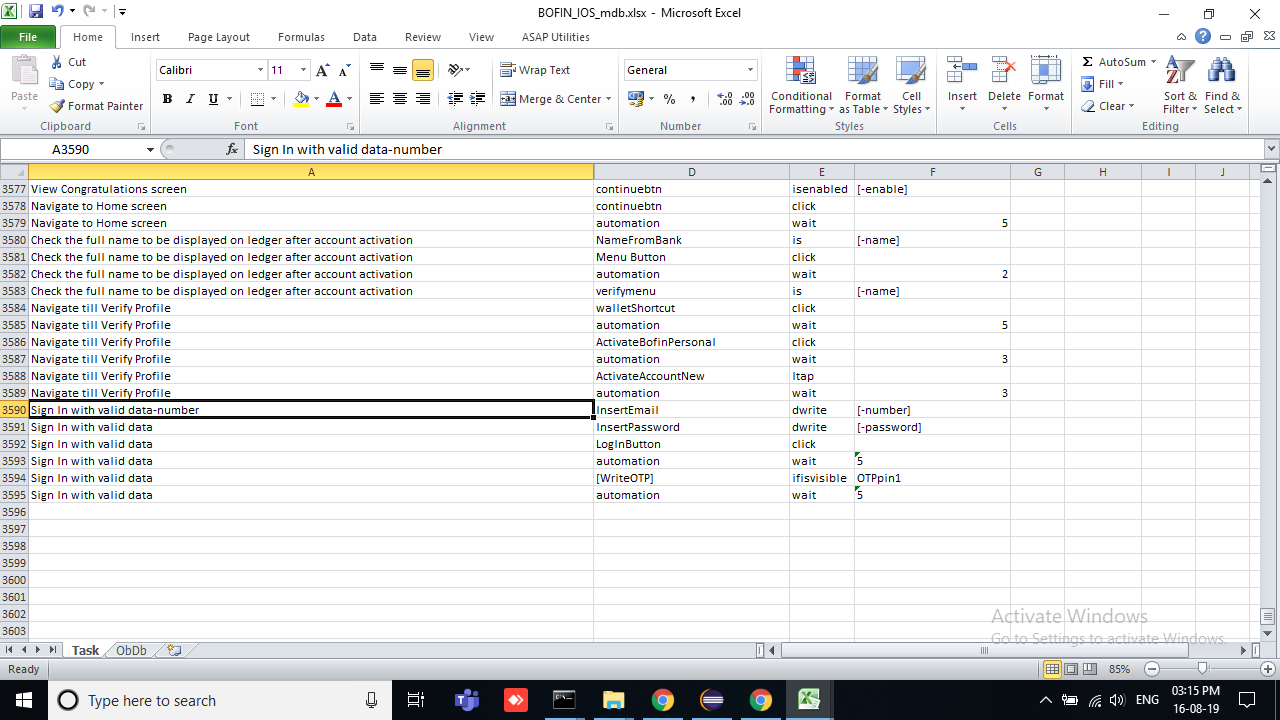 BOFIN_IOS_mdb.xlsx - Microsoft Excel
File Home Insert Page Layout Formulas Data Review View ASAP Utilities
Paste Cut Copy Format Painter Clipboard
Calibri 11 A A B I U A Font
Wrap Text Merge & Center Alignment
General % , .00 .00 Number
Conditional Formatting Format as Table Cell Styles Styles
Insert Delete Format Cells
Σ AutoSum Fill Clear Sort & Filter Find & Select Editing
A3590 fx Sign In with valid data-number
A D E F G H I J
3577 View Congratulations screen continuebtn isenabled [-enable]
3578 Navigate to Home screen continuebtn click
3579 Navigate to Home screen automation wait 5
3580 Check the full name to be displayed on ledger after account activation NameFromBank is [-name]
3581 Check the full name to be displayed on ledger after account activation Menu Button click
3582 Check the full name to be displayed on ledger after account activation automation wait 2
3583 Check the full name to be displayed on ledger after account activation verifymenu is [-name]
3584 Navigate till Verify Profile walletShortcut click
3585 Navigate till Verify Profile automation wait 5
3586 Navigate till Verify Profile ActivateBofinPersonal click
3587 Navigate till Verify Profile automation wait 3
3588 Navigate till Verify Profile ActivateAccountNew ltap
3589 Navigate till Verify Profile automation wait 3
3590 Sign In with valid data-number InsertEmail dwrite [-number]
3591 Sign In with valid data InsertPassword dwrite [-password]
3592 Sign In with valid data LogInButton click
3593 Sign In with valid data automation wait 5
3594 Sign In with valid data [WriteOTP] ifisvisible OTPpin1
3595 Sign In with valid data automation wait 5
3596
3597
3598
3599
3600
3601
3602
3603
Activate Windows
Go to Settings to activate Windows.
Task ObDb
Ready 85%
Type here to search ENG 03:15 PM
16-08-19